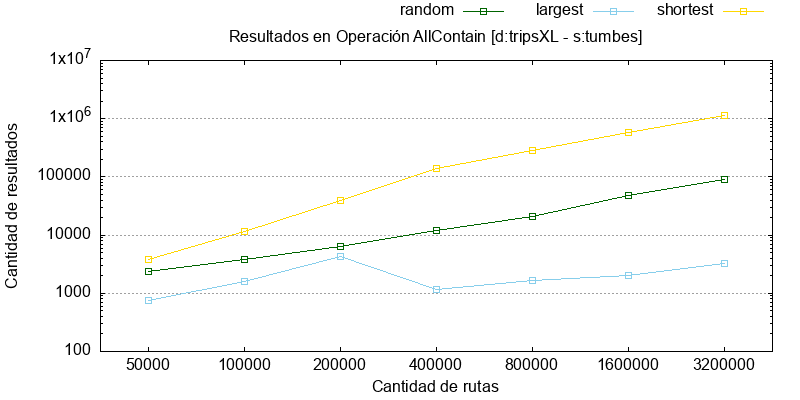 random largest shortest
Resultados en Operación AllContain [d:tripsXL - s:tumbes]
1x10^7
1x10^6
100000
10000
1000
100
Cantidad de resultados
50000 100000 200000 400000 800000 1600000 3200000
Cantidad de rutas